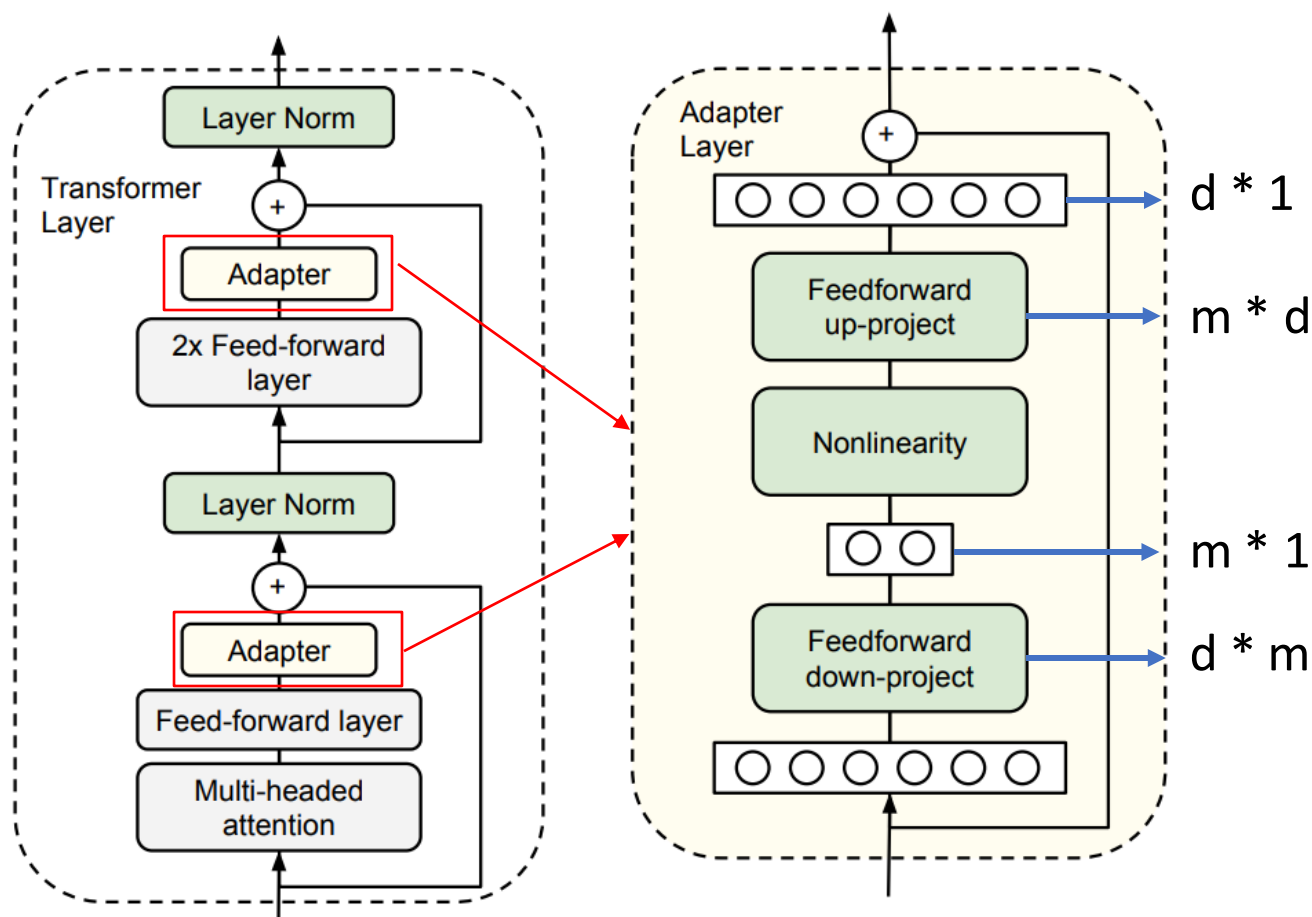 Layer Norm
Transformer
Layer
+
Adapter
2x Feed-forward
layer
Layer Norm
+
Adapter
Feed-forward layer
Multi-headed
attention
Adapter
Layer
+
d * 1
Feedforward
up-project
m * d
Nonlinearity
m * 1
Feedforward
down-project
d * m